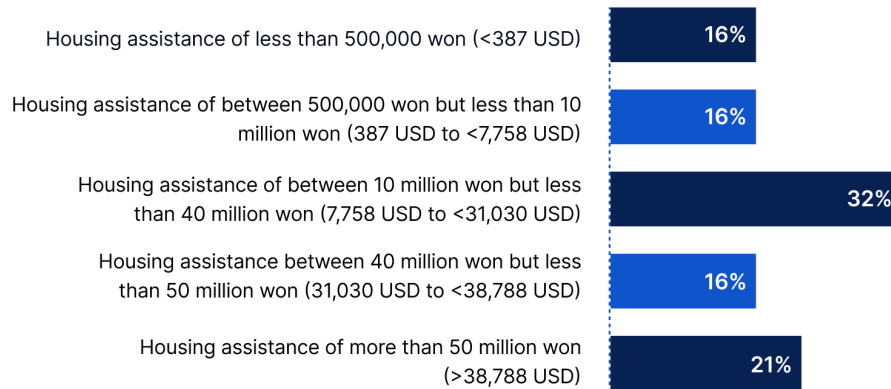 Housing assistance of less than 500,000 won (<387 USD)
16%
Housing assistance of between 500,000 won but less than 10
million won (387 USD to <7,758 USD)
16%
Housing assistance of between 10 million won but less
than 40 million won (7,758 USD to <31,030 USD)
32%
Housing assistance between 40 million won but less
than 50 million won (31,030 USD to <38,788 USD)
16%
Housing assistance of more than 50 million won
(>38,788 USD)
21%